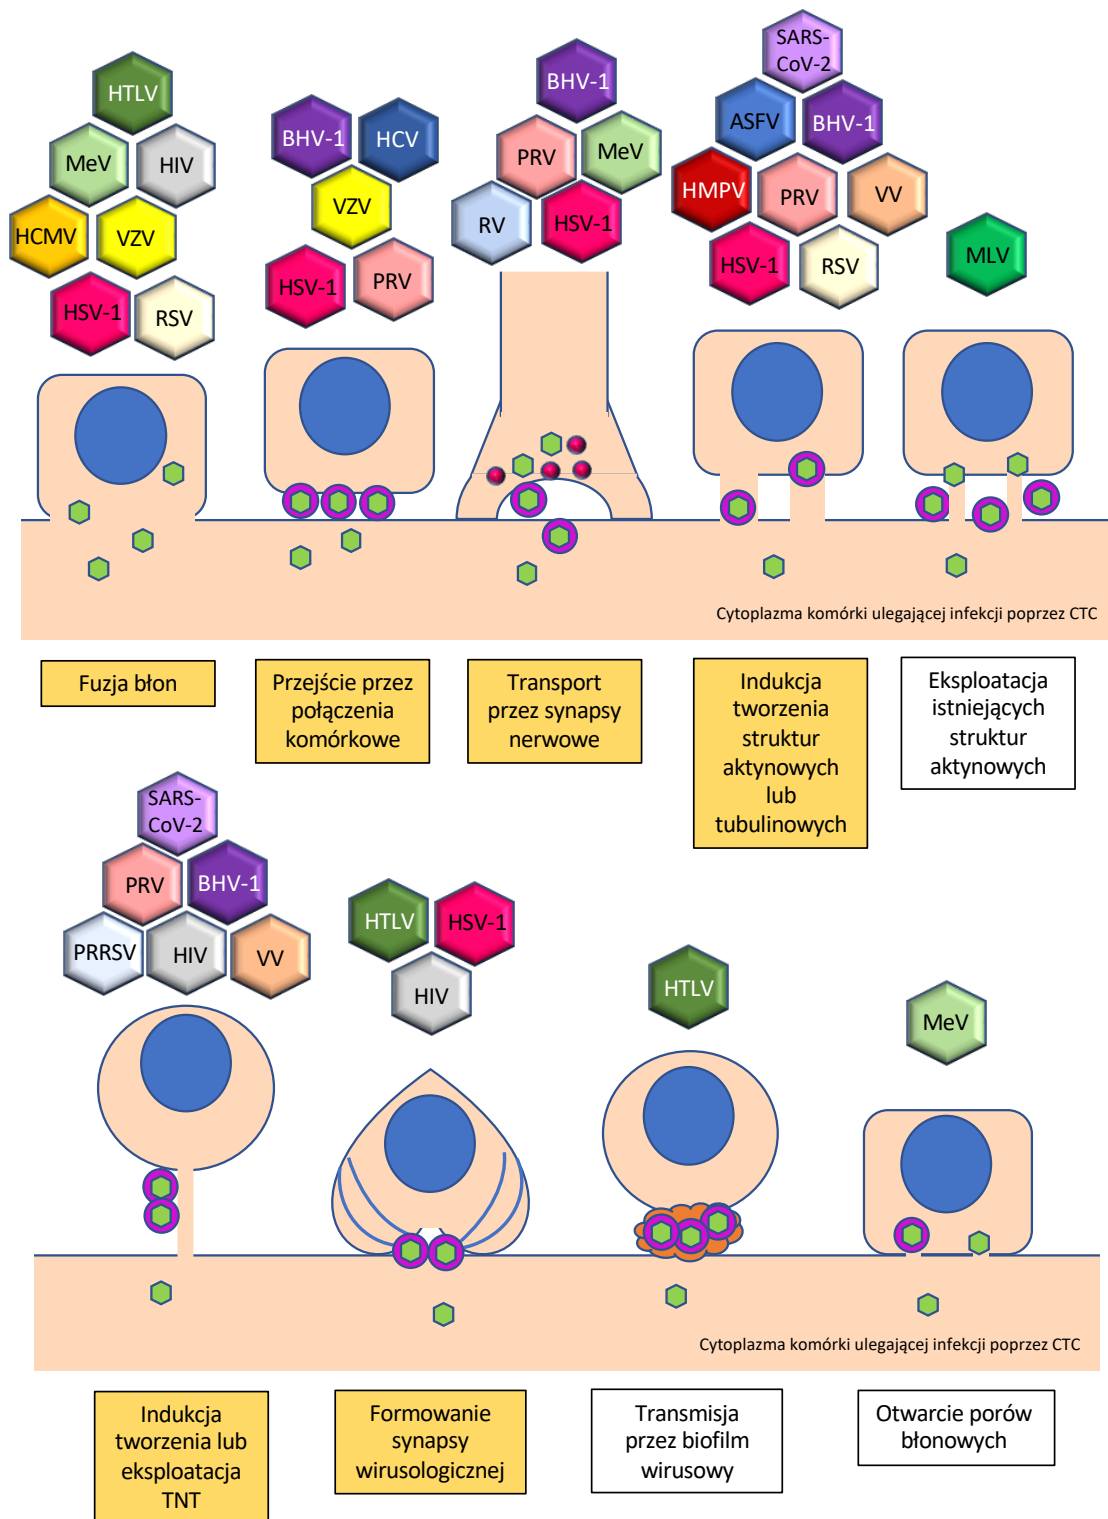 HTLV
MeV
HIV
HCMV
VZV
HSV-1
RSV
BHV-1
HCV
VZV
HSV-1
PRV
BHV-1
PRV
MeV
RV
HSV-1
SARS-
CoV-2
ASFV
BHV-1
HMPV
PRV
VV
HSV-1
RSV
MLV
Cytoplazma komórki ulegającej infekcji poprzez CTC
Fuzja błon
Przejście przez
połączenia
komórkowe
Transport
przez synapsy
nerwowe
Indukcja
tworzenia
struktur
aktynowych
lub
tubulinowych
Eksploatacja
istniejących
struktur
aktynowych
SARS-
CoV-2
PRV
BHV-1
PRRSV
HIV
VV
HTLV
HSV-1
HIV
HTLV
MeV
Cytoplazma komórki ulegającej infekcji poprzez CTC
Indukcja
tworzenia lub
eksploatacja
TNT
Formowanie
synapsy
wirusologicznej
Transmisja
przez biofilm
wirusowy
Otwarcie porów
błonowych